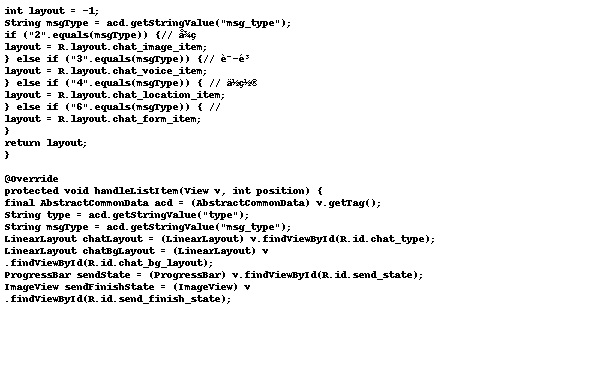 int layout = -1;
String msgType = acd.getStringValue("msg_type");
if ("2".equals(msgType)) {// å¾ç
layout = R.layout.chat_image_item;
} else if ("3".equals(msgType)) {// è¯­é³
layout = R.layout.chat_voice_item;
} else if ("4".equals(msgType)) { // ä½ç½®
layout = R.layout.chat_location_item;
} else if ("6".equals(msgType)) { //
layout = R.layout.chat_form_item;
}
return layout;
}
@Override
protected void handleListItem(View v, int position) {
final AbstractCommonData acd = (AbstractCommonData) v.getTag();
String type = acd.getStringValue("type");
String msgType = acd.getStringValue("msg_type");
LinearLayout chatLayout = (LinearLayout) v.findViewById(R.id.chat_type);
LinearLayout chatBgLayout = (LinearLayout) v
.findViewById(R.id.chat_bg_layout);
ProgressBar sendState = (ProgressBar) v.findViewById(R.id.send_state);
ImageView sendFinishState = (ImageView) v
.findViewById(R.id.send_finish_state);